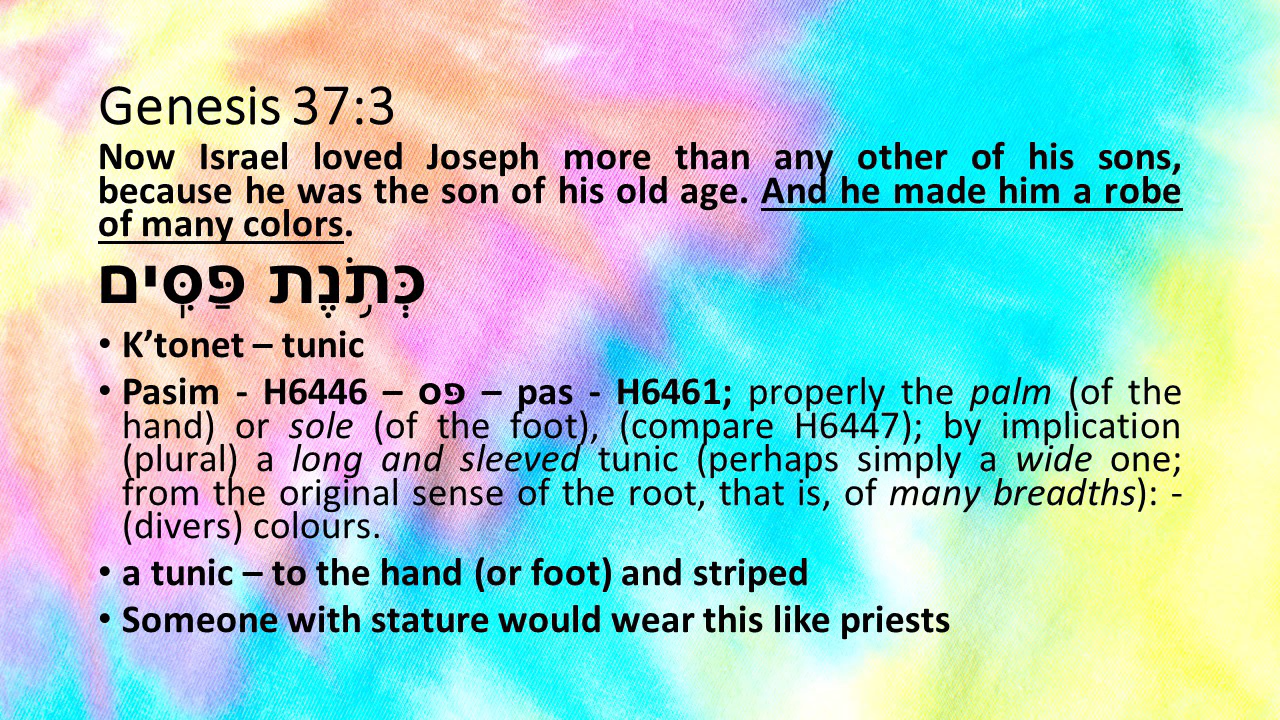 Genesis 37:3
Now Israel loved Joseph more than any other of his sons,
because he was the son of his old age. And he made him a robe
of many colors.
כְּתֹ֥נֶת פַּסִּֽים
• K’tonet – tunic
• Pasim - H6446 – פּס – pas - H6461; properly the palm (of the
hand) or sole (of the foot), (compare H6447); by implication
(plural) a long and sleeved tunic (perhaps simply a wide one;
from the original sense of the root, that is, of many breadths): -
(divers) colours.
• a tunic – to the hand (or foot) and striped
• Someone with stature would wear this like priests